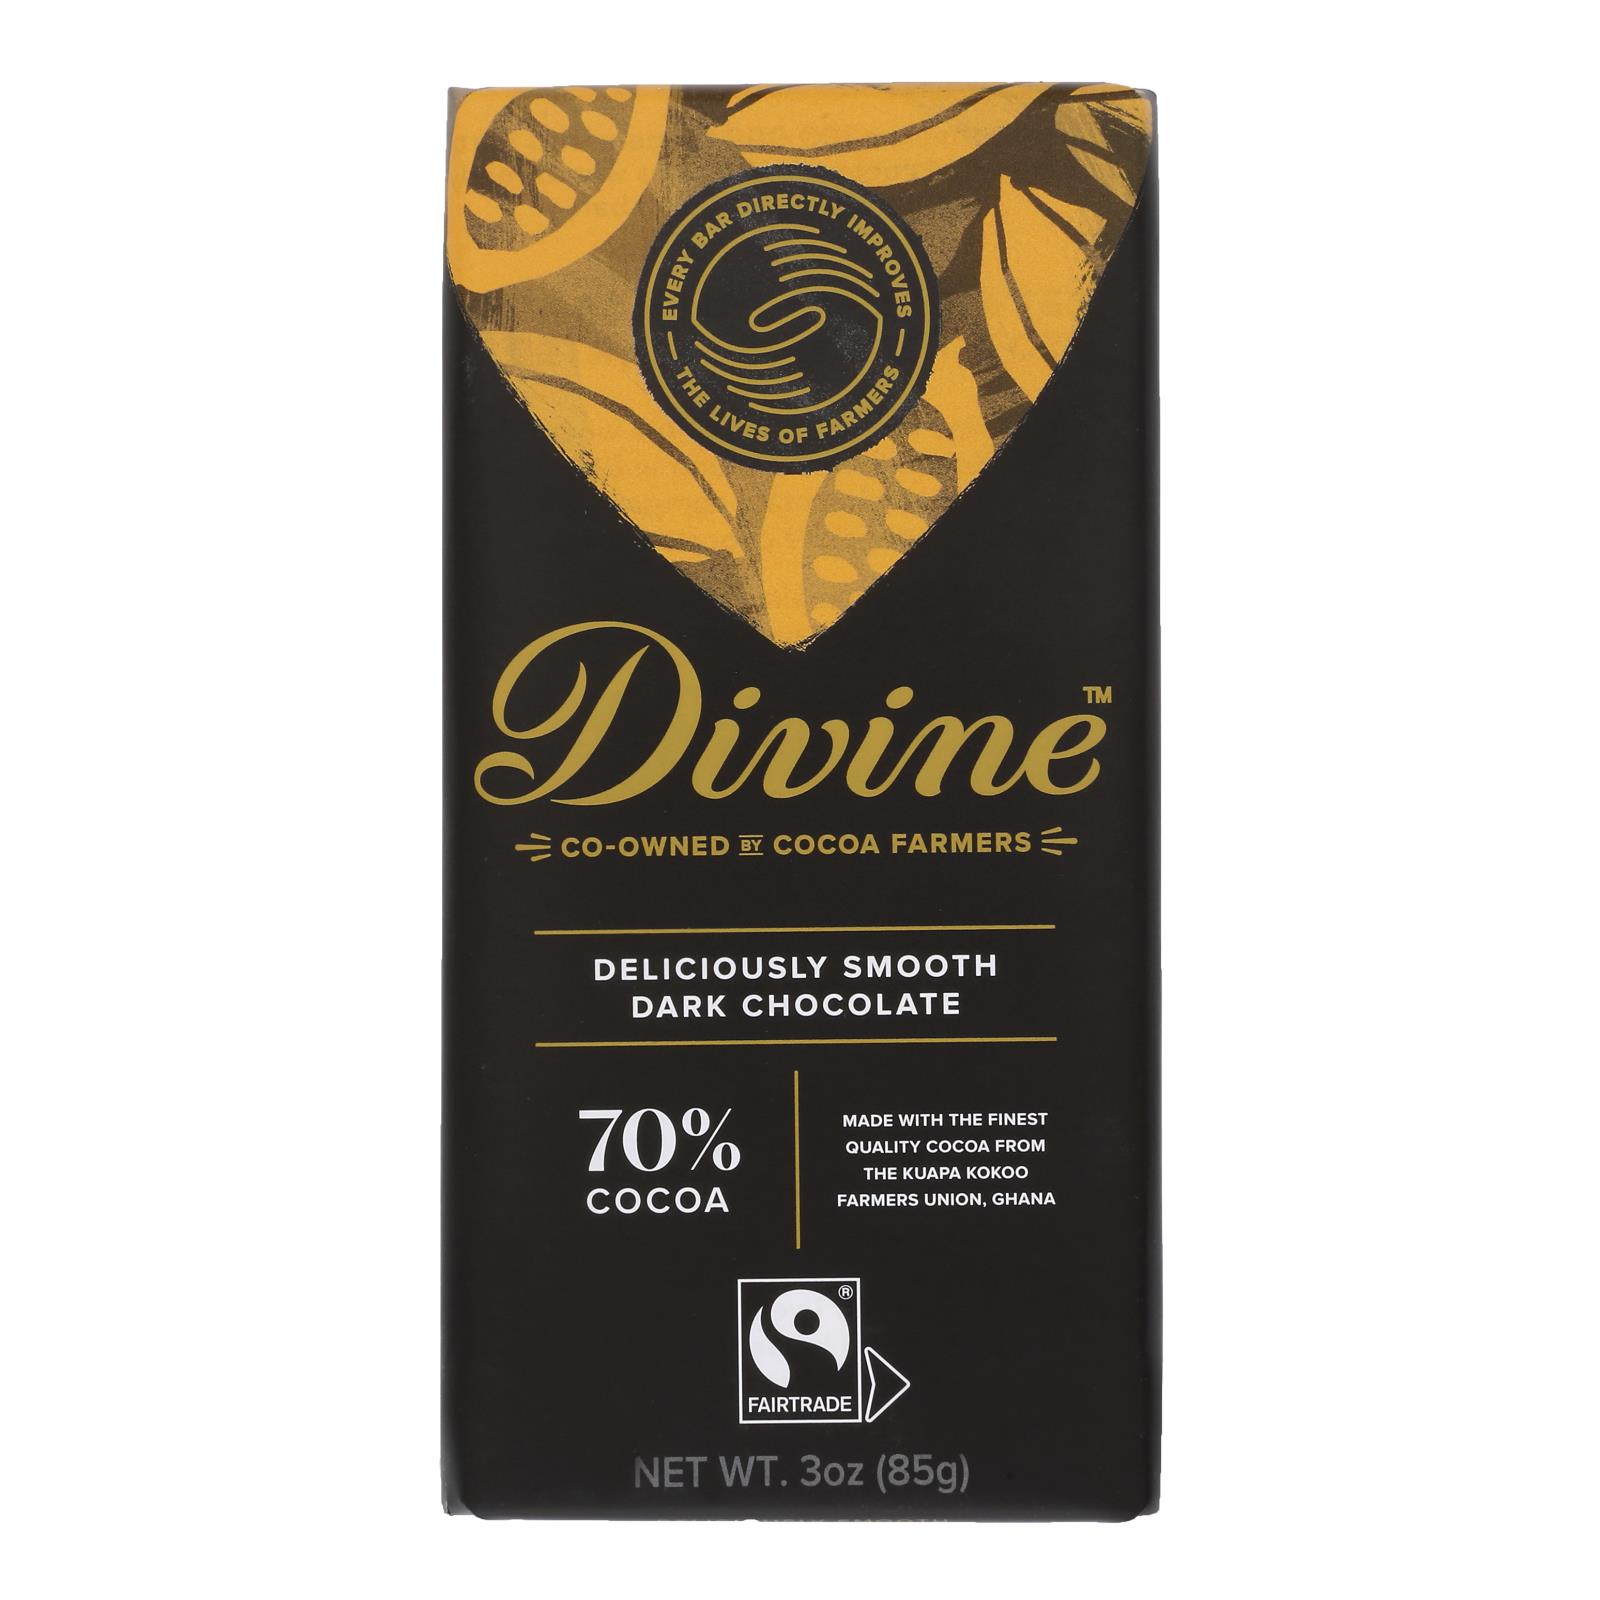 EVERY BAR DIRECTLY IMPROVES
THE LIVES OF FARMERS
Divine™
CO-OWNED BY COCOA FARMERS
DELICIOUSLY SMOOTH
DARK CHOCOLATE
70%
COCOA
MADE WITH THE FINEST
QUALITY COCOA FROM
THE KUAPA KOKOO
FARMERS UNION, GHANA
®
FAIRTRADE
NET WT. 3oz (85g)